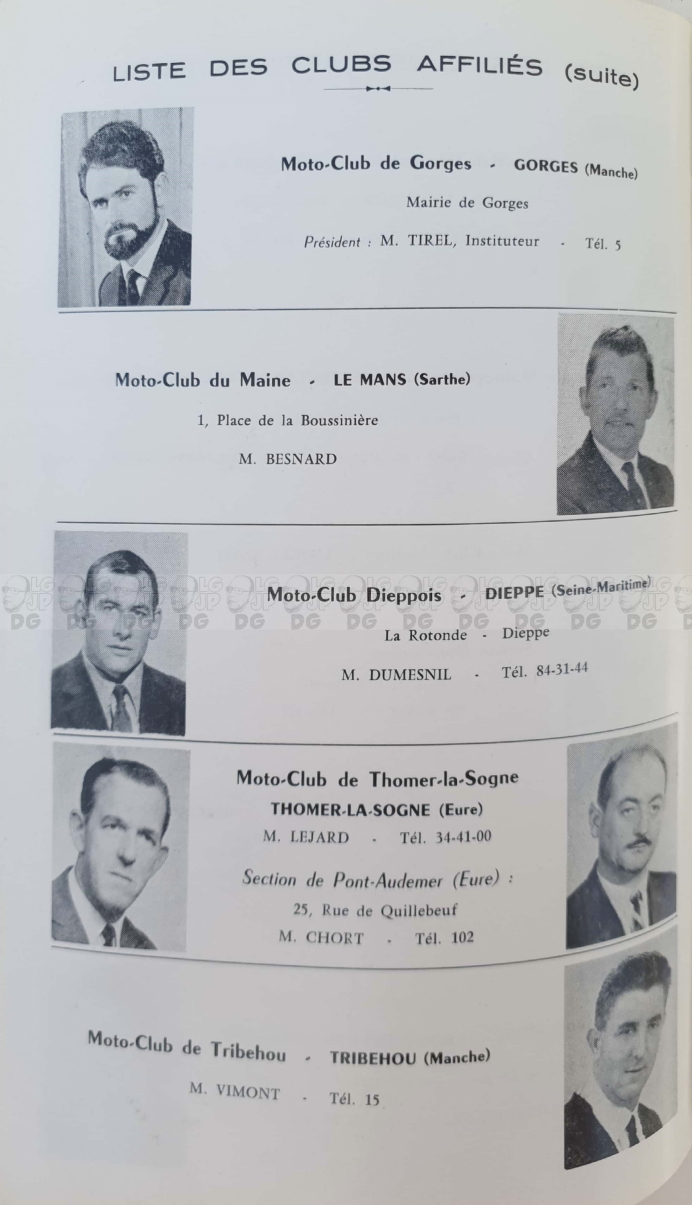 LISTE DES CLUBS AFFILIÉS (suite)
Moto-Club de Gorges - GORGES (Manche)
Mairie de Gorges
Président : M. TIREL, Instituteur - Tél. 5
Moto-Club du Maine - LE MANS (Sarthe)
1, Place de la Boussinière
M. BESNARD
Moto-Club Dieppois - DIEPPE (Seine-Maritime)
La Rotonde - Dieppe
M. DUMESNIL - Tél. 84-31-44
Moto-Club de Thomer-la-Sogne
THOMER-LA-SOGNE (Eure)
M. LEJARD - Tél. 34-41-00
Section de Pont-Audemer (Eure) :
25, Rue de Quillebeuf
M. CHORT - Tél. 102
Moto-Club de Tribehou - TRIBEHOU (Manche)
M. VIMONT - Tél. 15